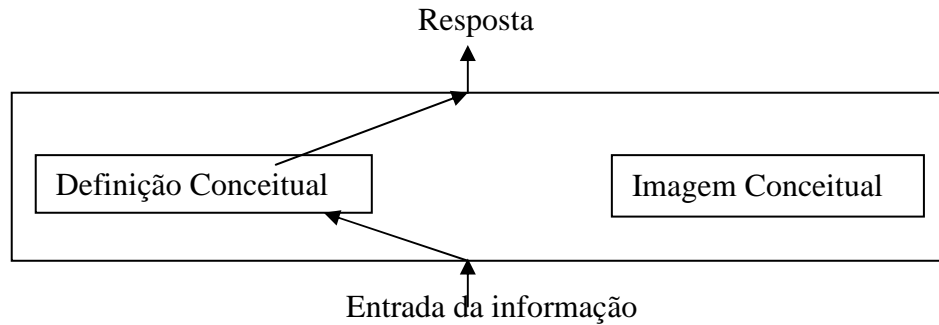 Resposta
Definição Conceitual
Imagem Conceitual
Entrada da informação